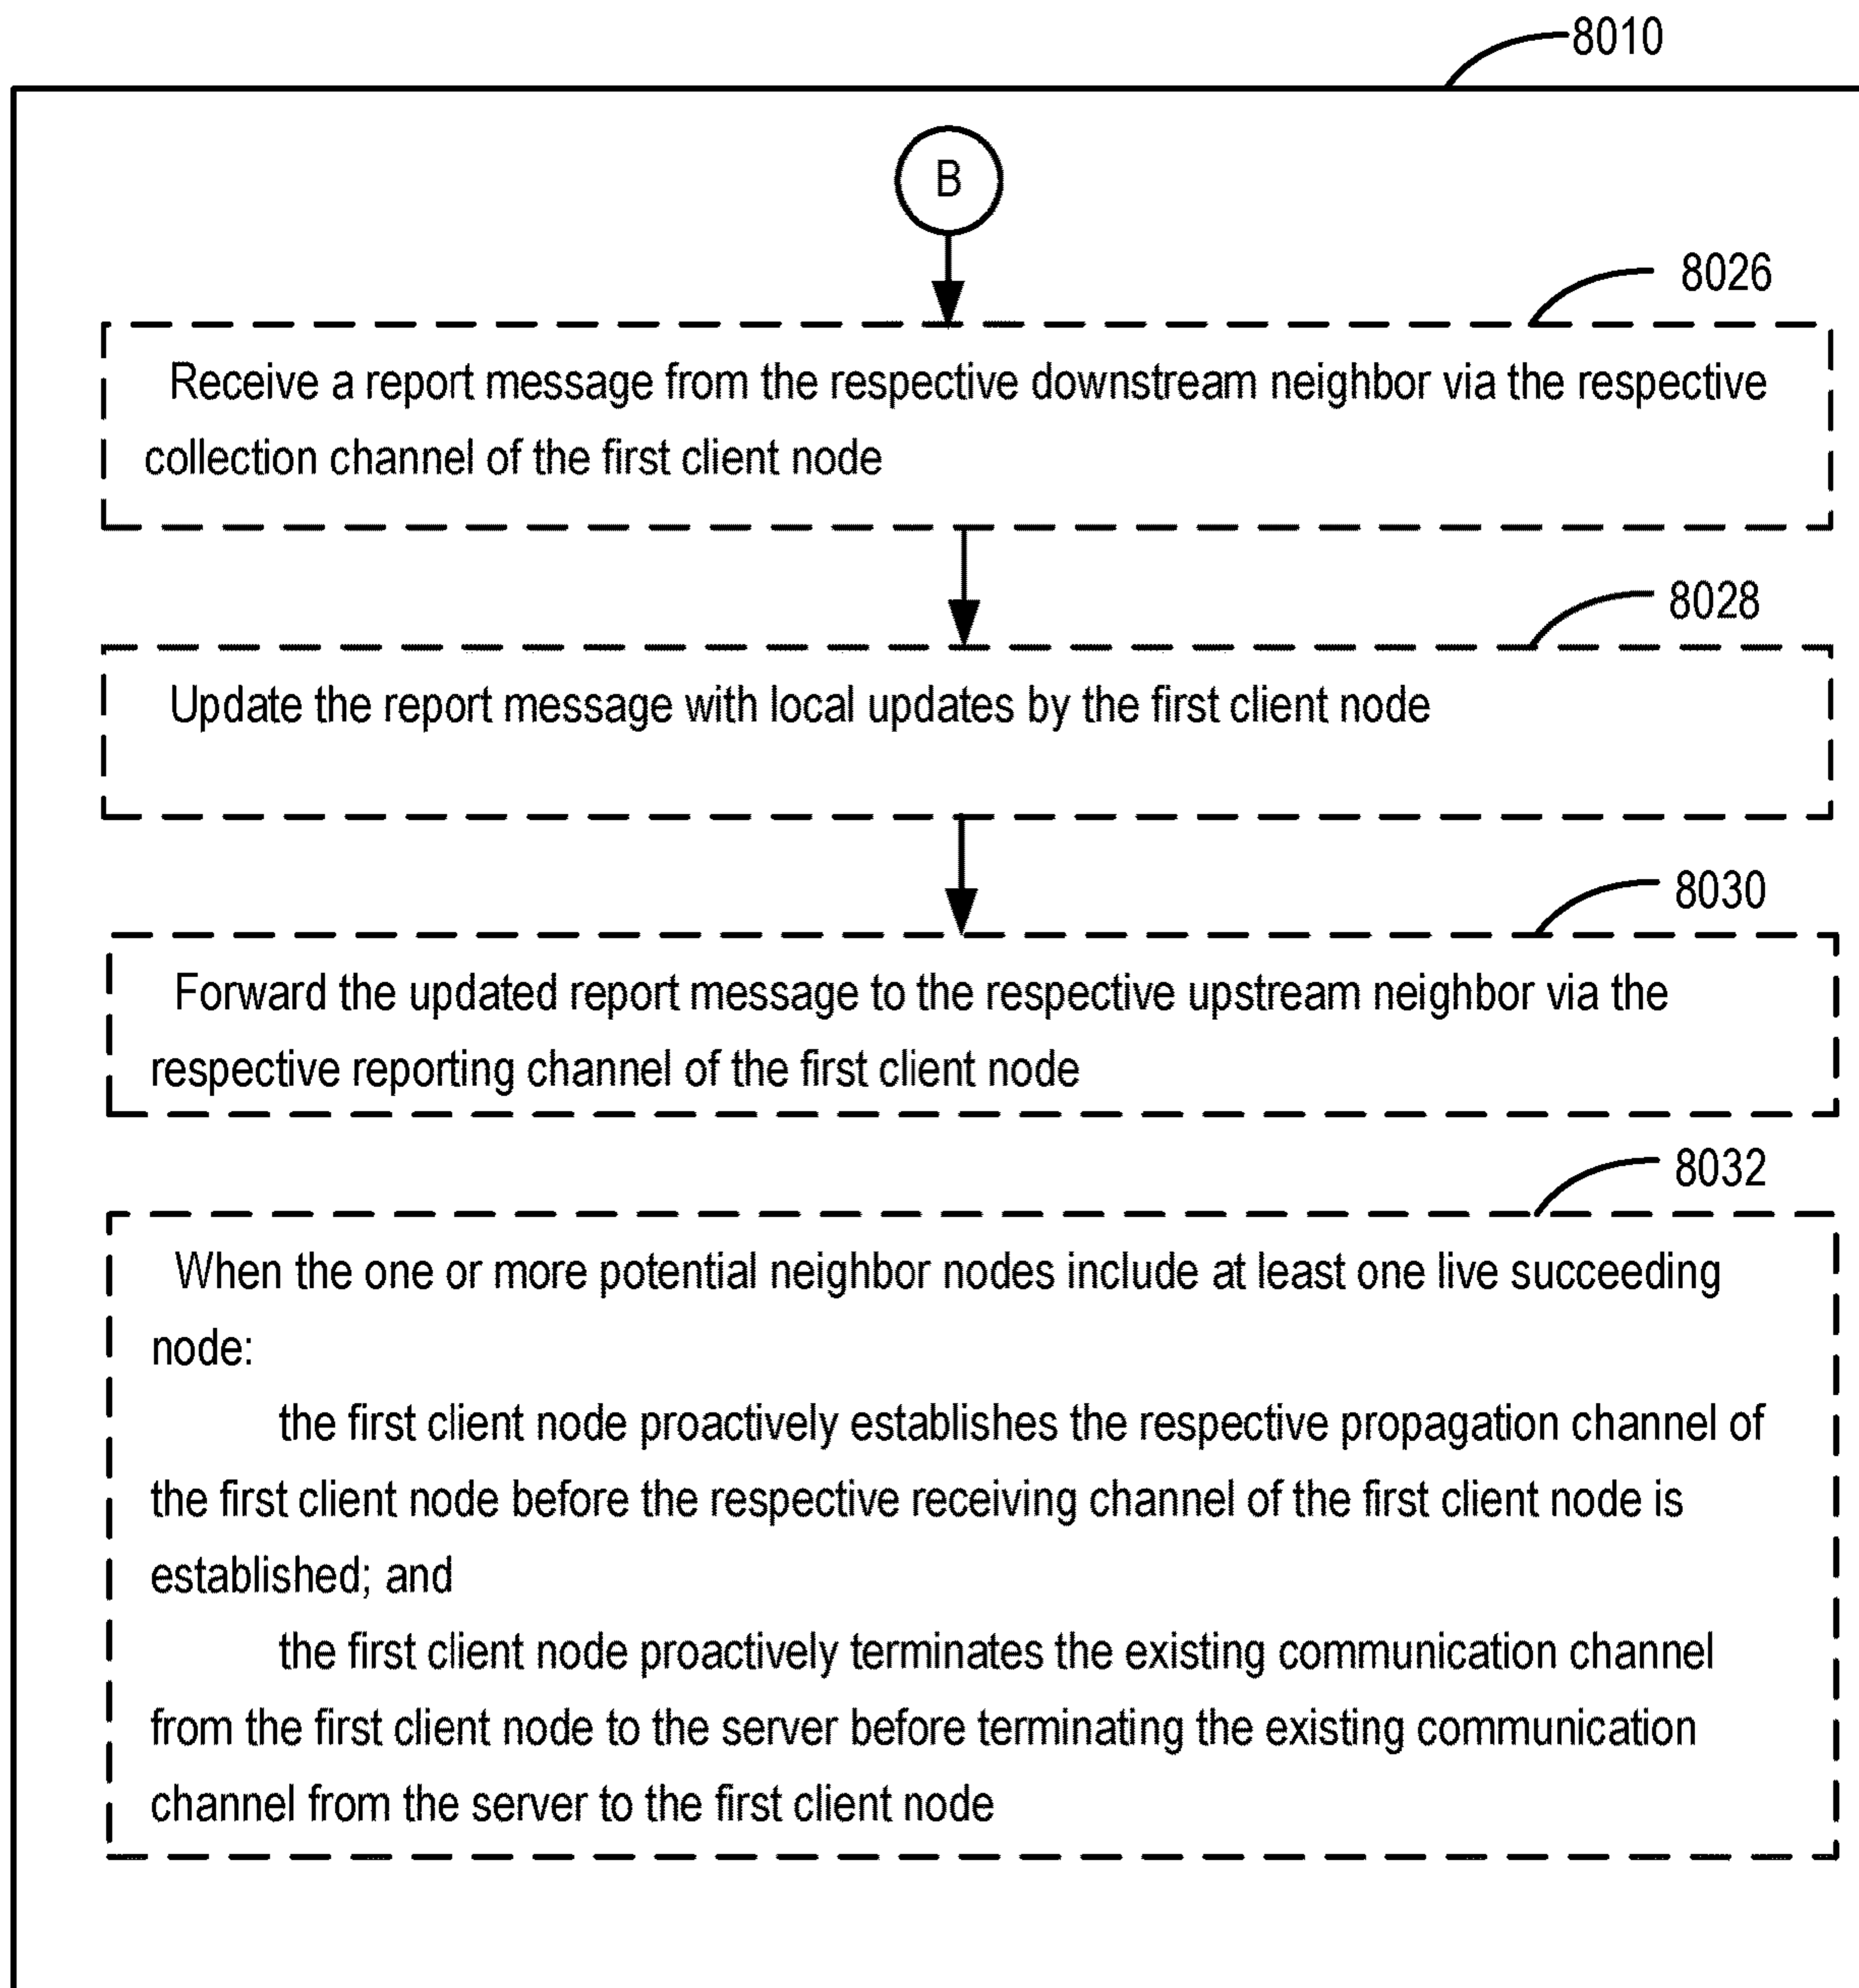 8010
B
8026
Receive a report message from the respective downstream neighbor via the respective
collection channel of the first client node
8028
Update the report message with local updates by the first client node
8030
Forward the updated report message to the respective upstream neighbor via the
respective reporting channel of the first client node
8032
When the one or more potential neighbor nodes include at least one live succeeding
node:
the first client node proactively establishes the respective propagation channel of
the first client node before the respective receiving channel of the first client node is
established; and
the first client node proactively terminates the existing communication channel
from the first client node to the server before terminating the existing communication
channel from the server to the first client node